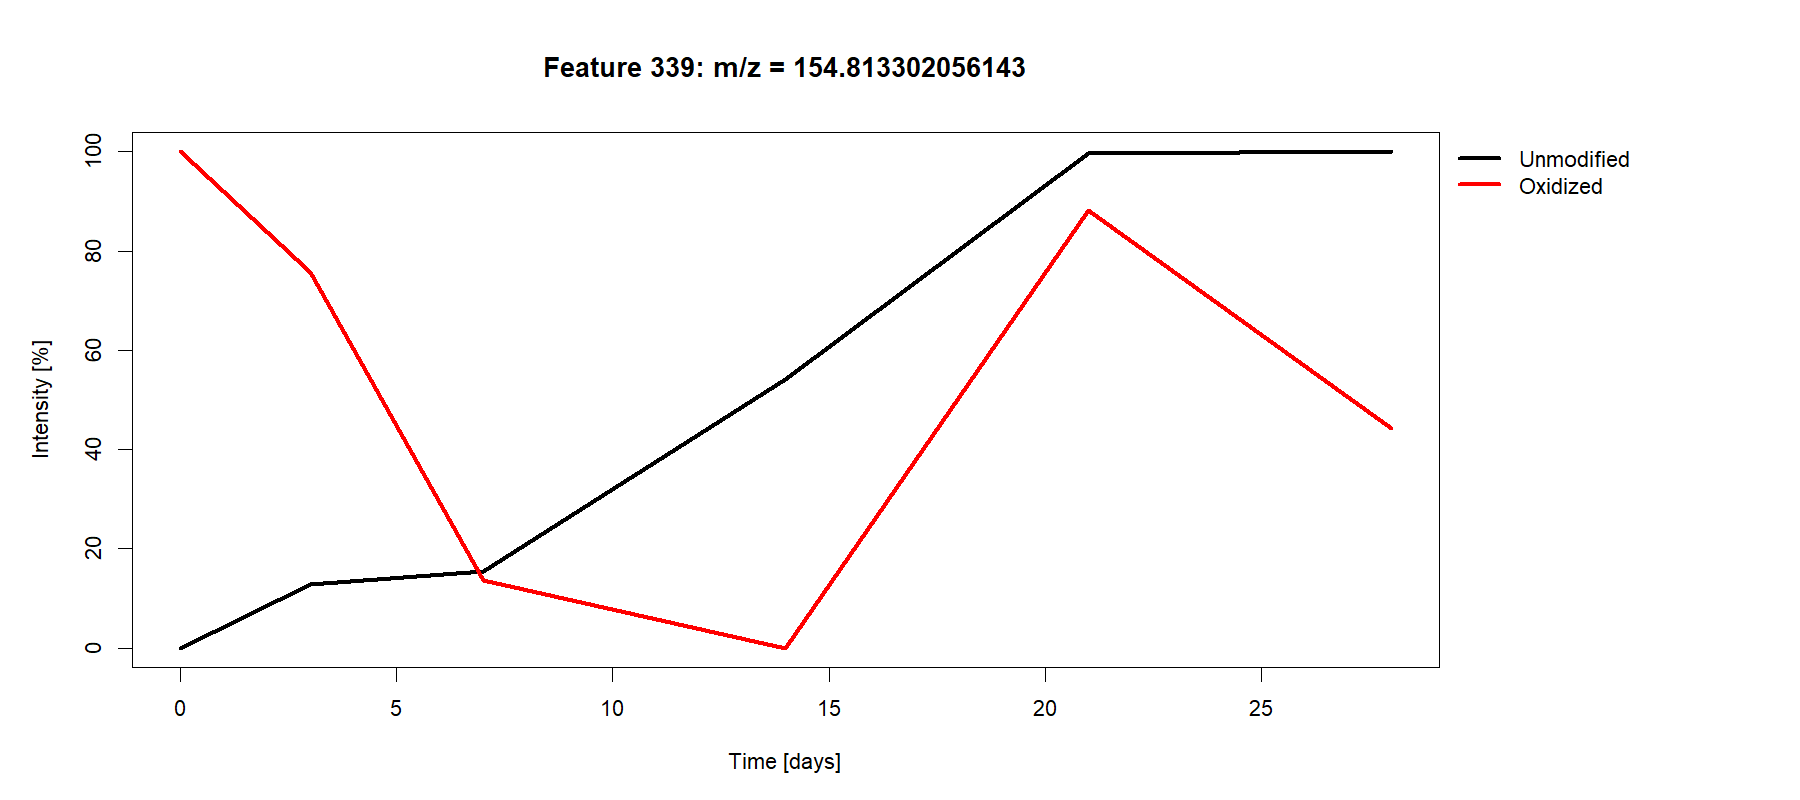 Feature 339: m/z = 154.813302056143
Unmodified
Oxidized
Intensity [%]
100
80
60
40
20
0
0 5 10 15 20 25
Time [days]